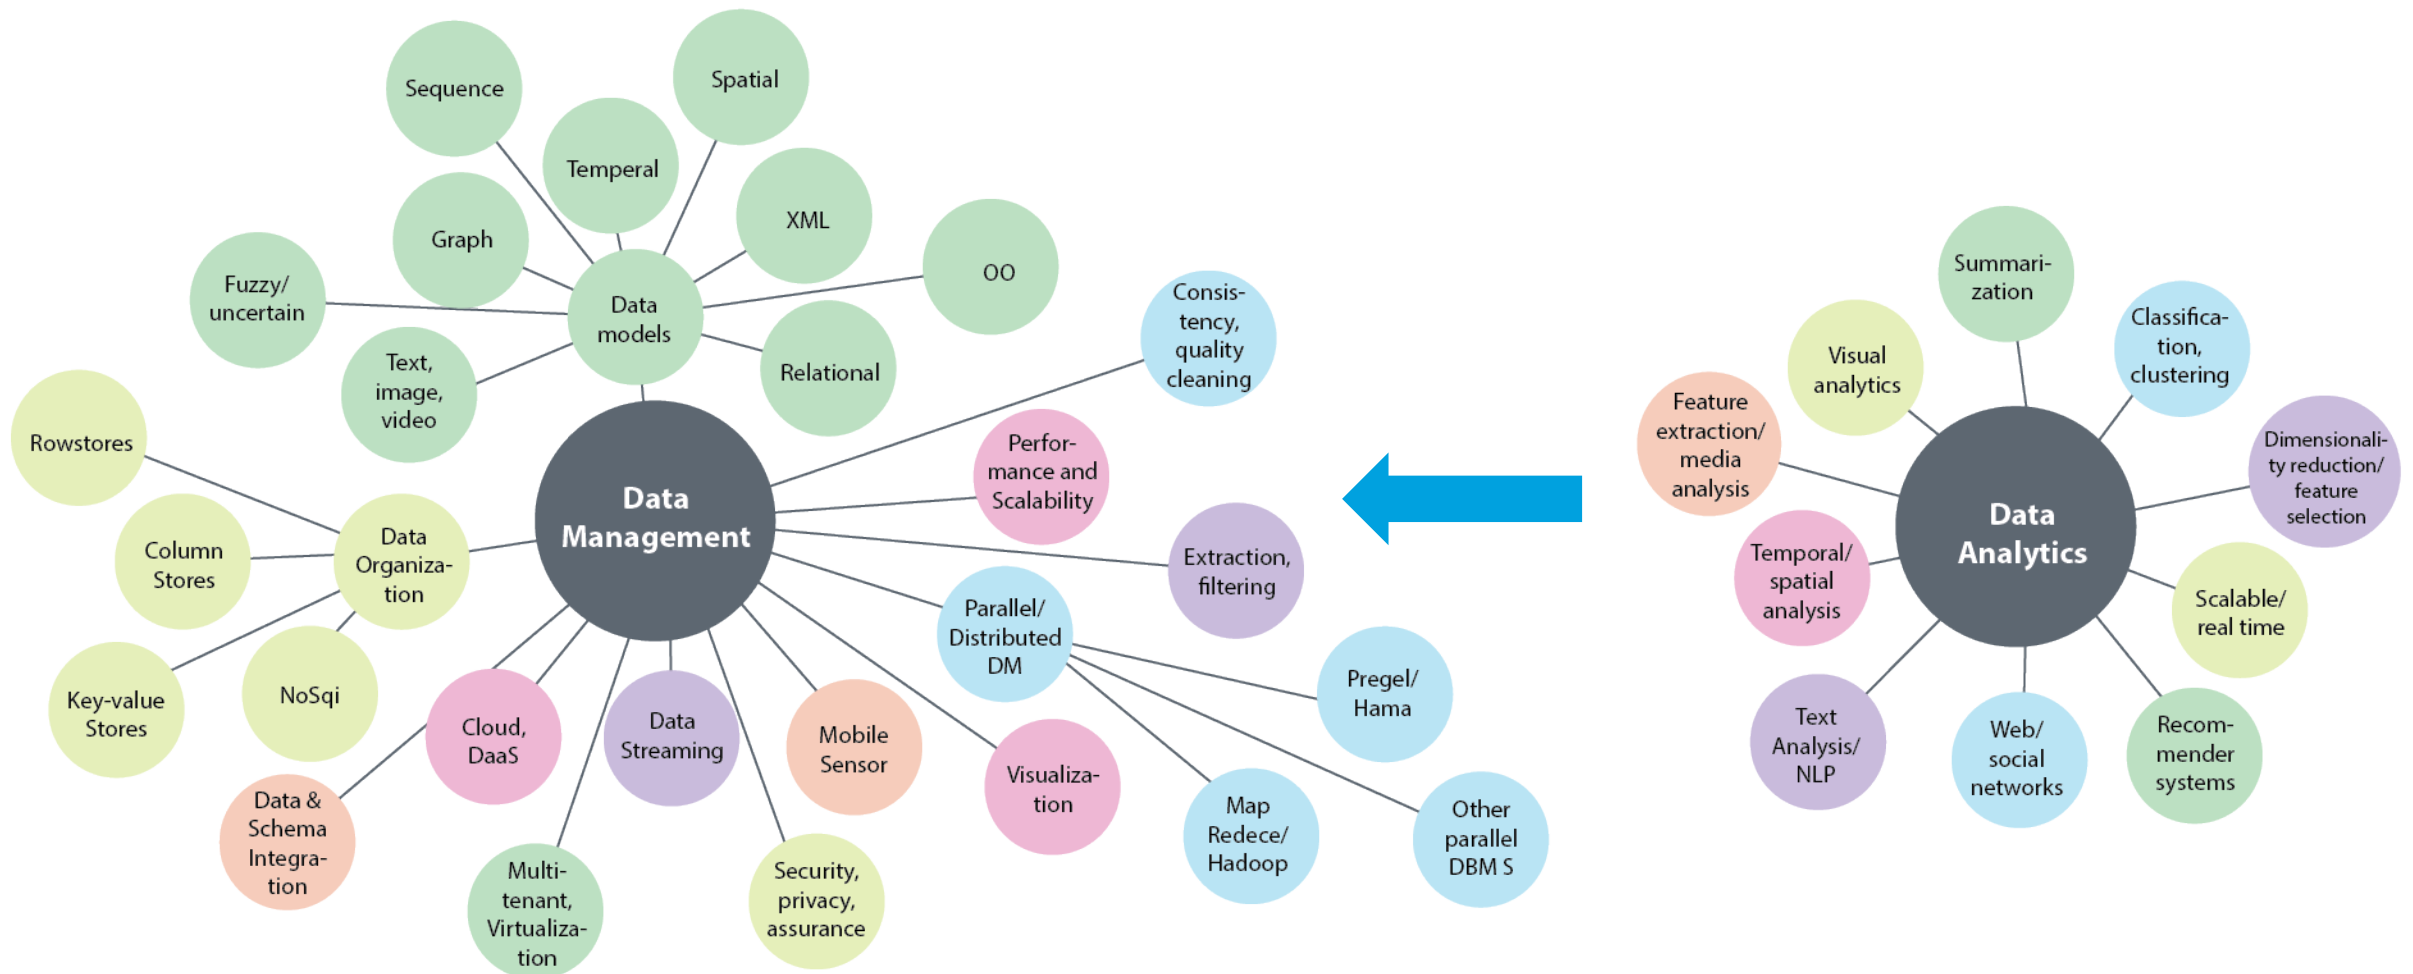 Sequence
Spatial
Temperal
XML
Graph
OO
Fuzzy/
uncertain
Data
models
Text,
image,
video
Relational
Consis-
tency,
quality
cleaning
Rowstores
Perfor-
mance and
Scalability
Data
Management
Column
Stores
Data
Organiza-
tion
Extraction,
filtering
Parallel/
Distributed
DM
Key-value
Stores
NoSqi
Cloud,
DaaS
Data
Streaming
Mobile
Sensor
Visualiza-
tion
Pregel/
Hama
Data &
Schema
Integra-
tion
Multi-
tenant,
Virtualiza-
tion
Security,
privacy,
assurance
Map
Redece/
Hadoop
Other
parallel
DBM S
Summari-
zation
Classifica-
tion,
clustering
Visual
analytics
Feature
extraction/
media
analysis
Dimensionali-
ty reduction/
feature
selection
Data
Analytics
Temporal/
spatial
analysis
Scalable/
real time
Text
Analysis/
NLP
Web/
social
networks
Recom-
mender
systems